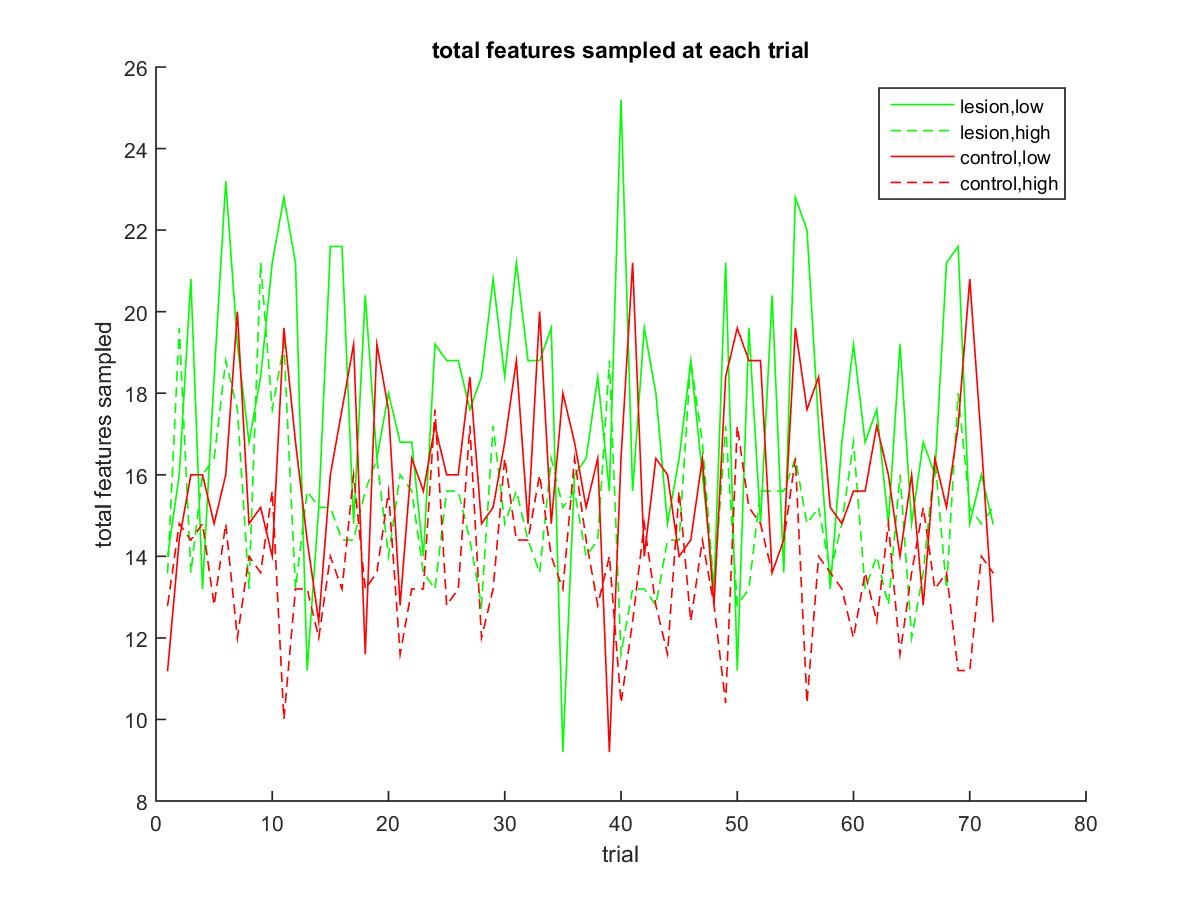 total features sampled at each trial
total features sampled
26
24
22
20
18
16
14
12
10
8
0 10 20 30 40 50 60 70 80
trial
lesion,low
lesion,high
control,low
control,high